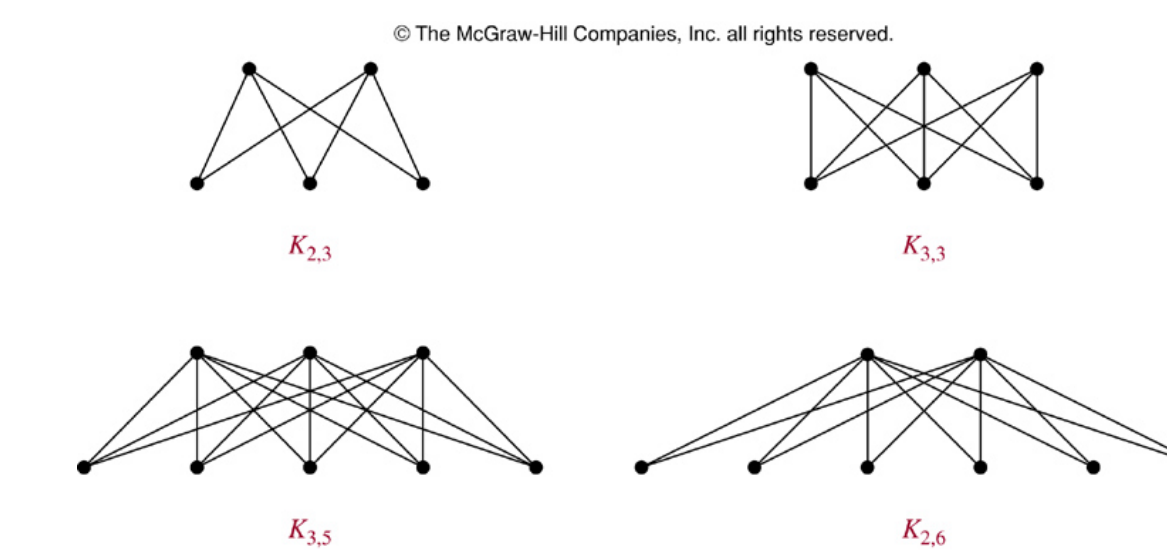 © The McGraw-Hill Companies, Inc. all rights reserved.
K2,3
K3,3
K3,5
K2,6